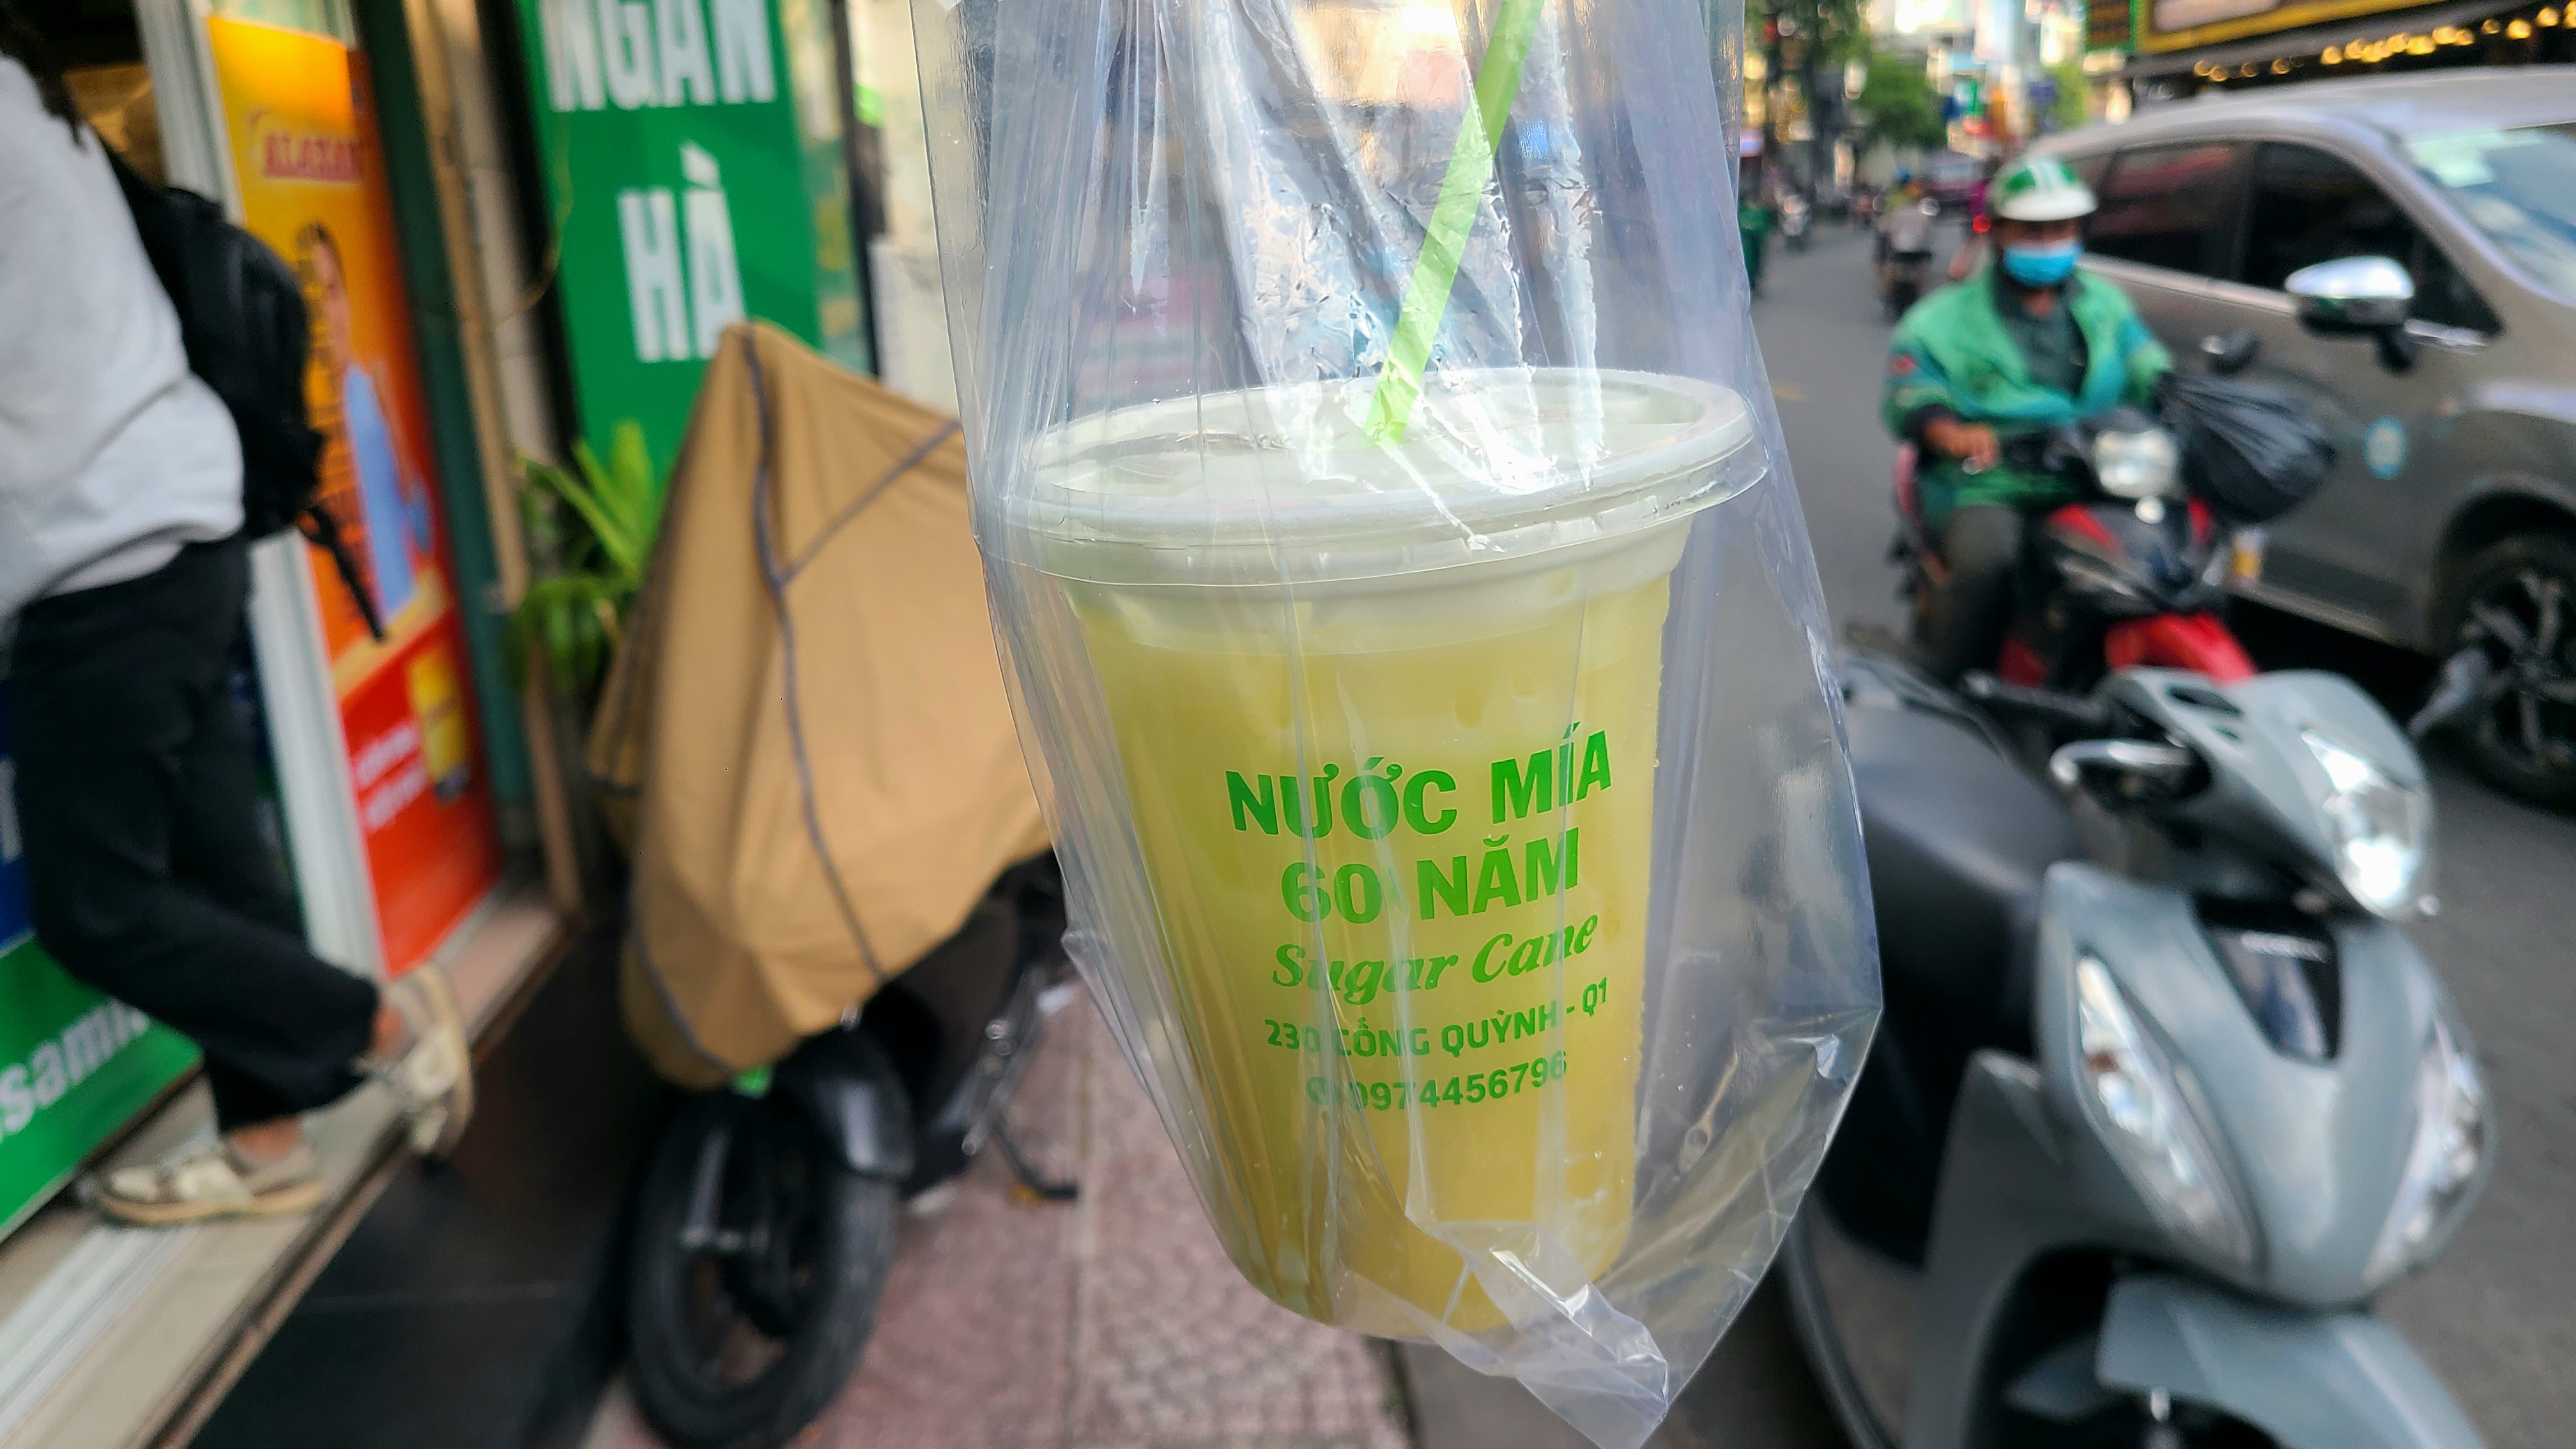 NGÂN
HÀ
NƯỚC MÍA
60 NĂM
Sugar Cane
230 CỐNG QUỲNH - Q1
0974456796